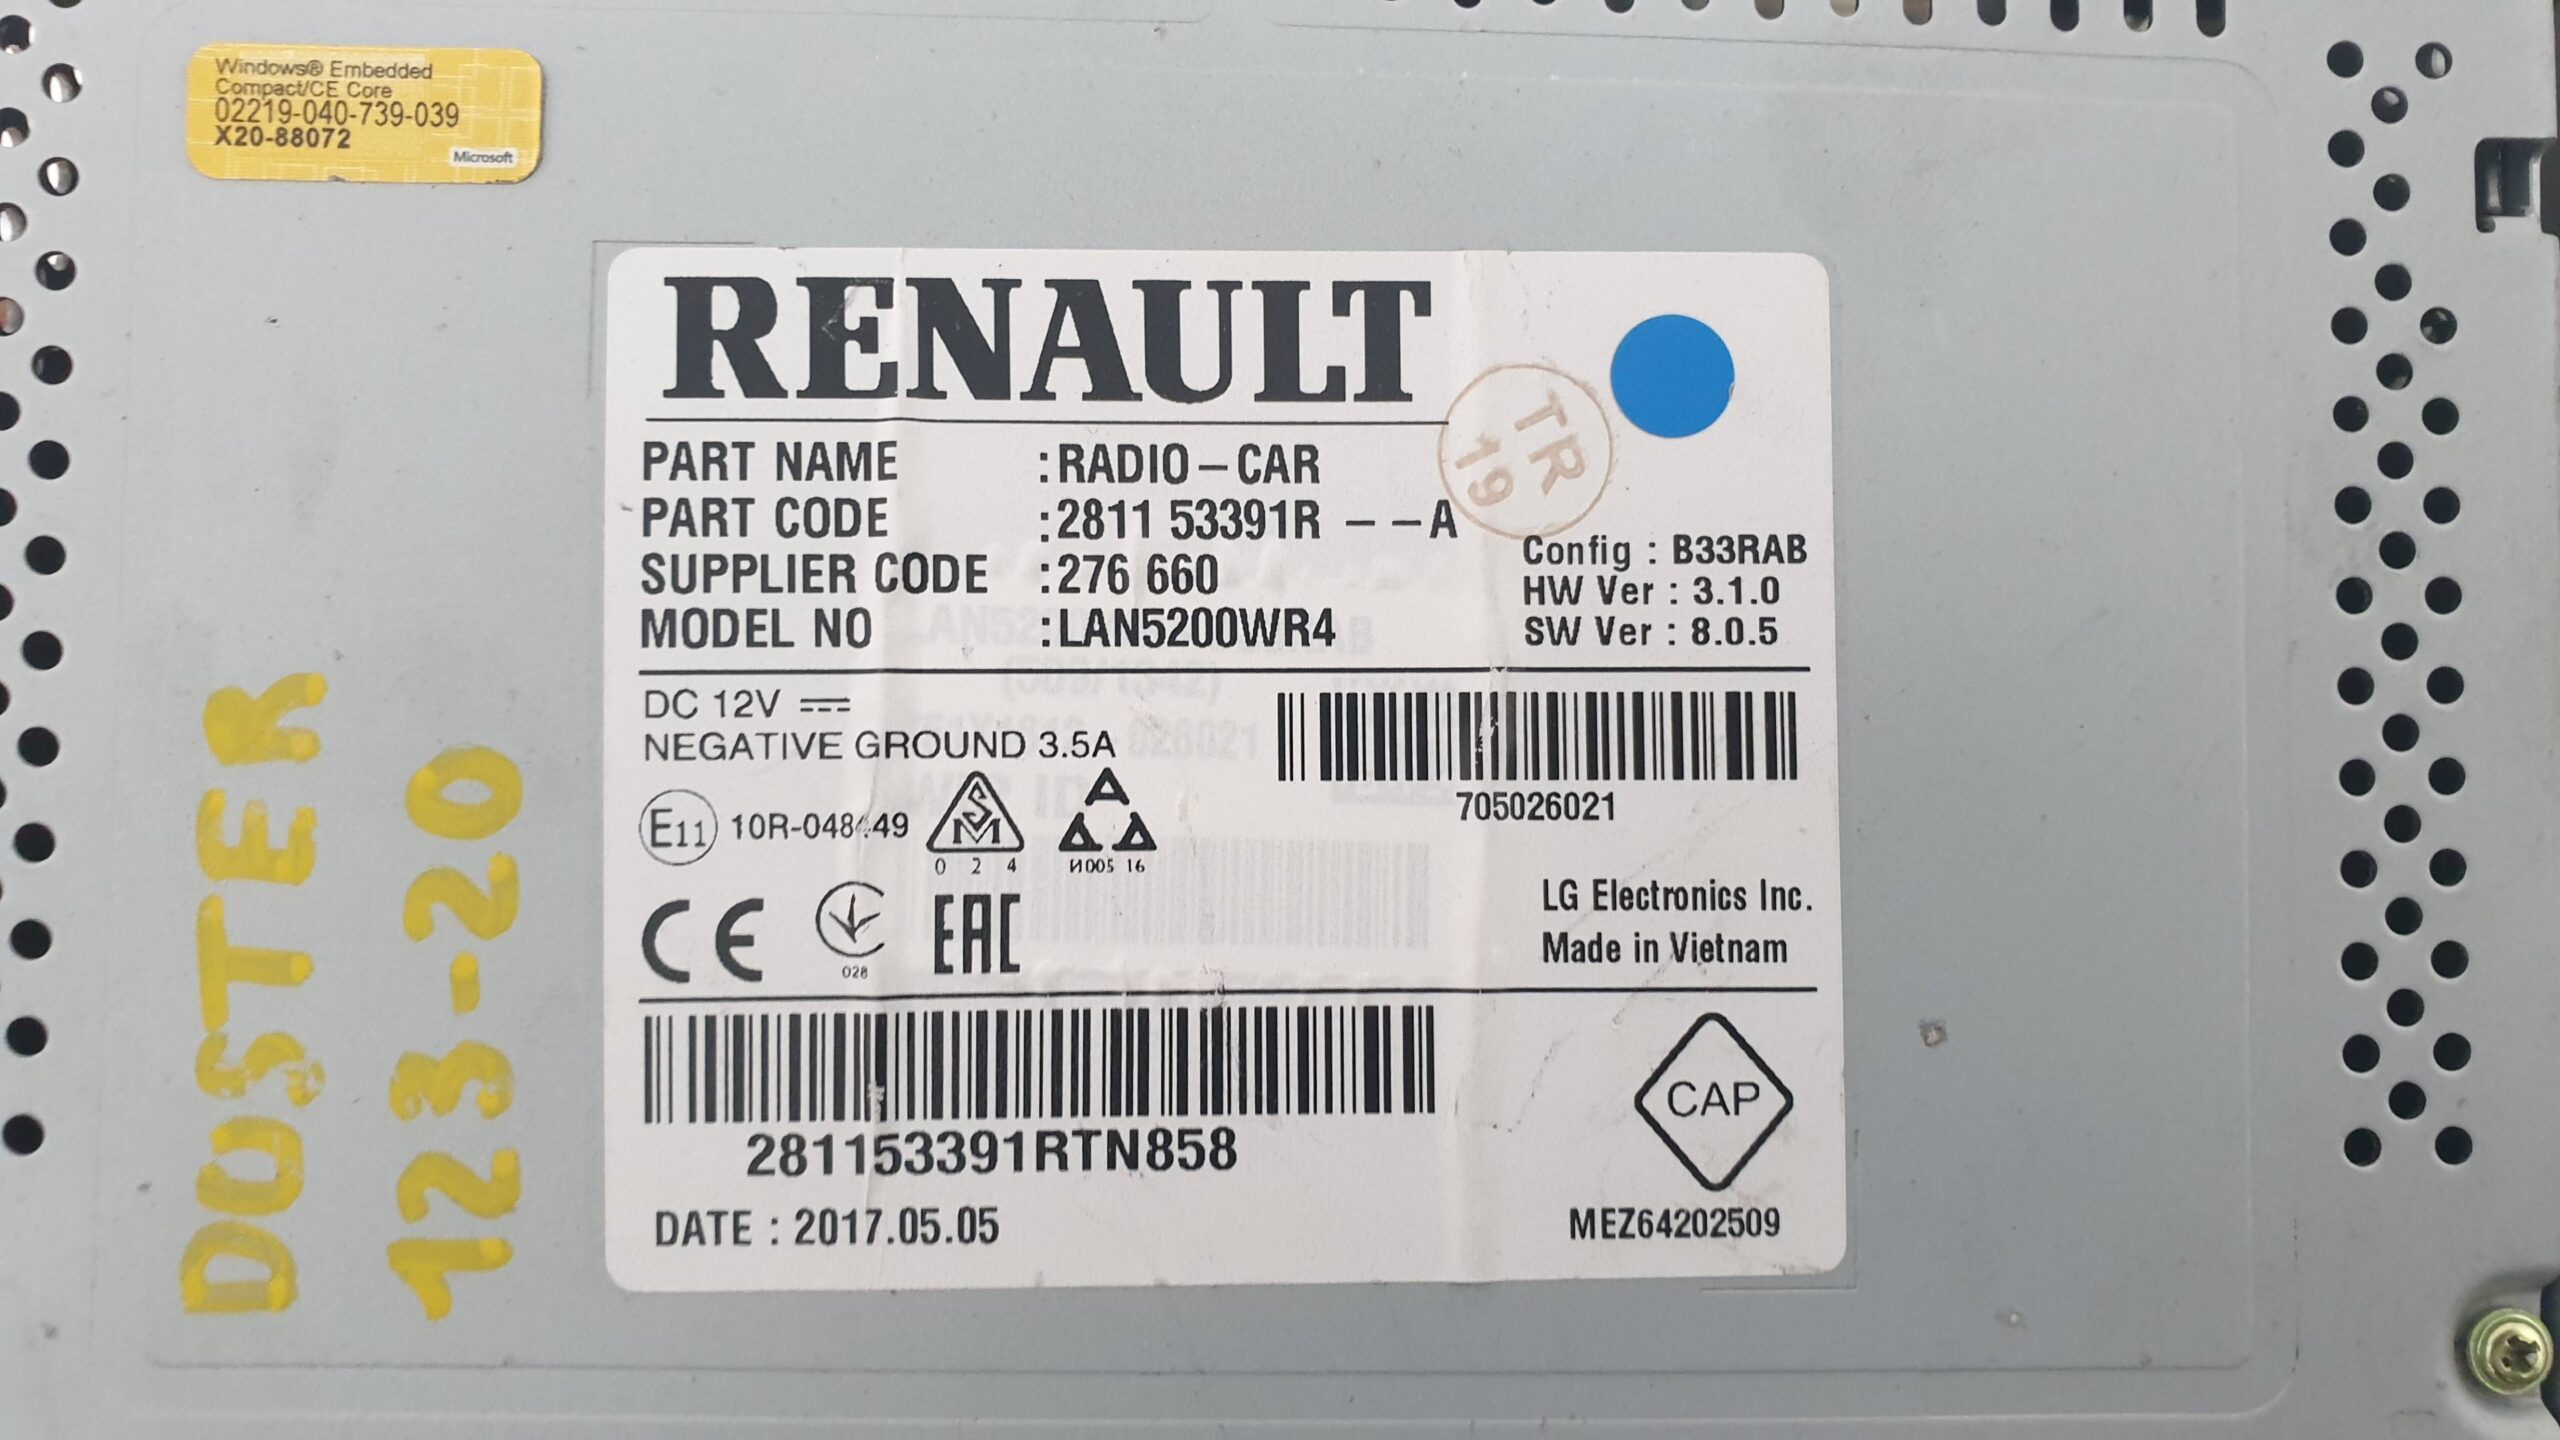 Windows® Embedded
Compact/CE Core
02219-040-739-039
X20-88072
Microsoft
RENAULT
TR
19
PART NAME :RADIO-CAR
PART CODE :2811 53391R --A
SUPPLIER CODE :276 660
MODEL NO :LAN5200WR4
Config : B33RAB
HW Ver : 3.1.0
SW Ver : 8.0.5
DC 12V
NEGATIVE GROUND 3.5A
705026021
E11
SM
0 2 4
A
И005 16
CE
028
EAC
LG Electronics Inc.
Made in Vietnam
281153391RTN858
CAP
DATE : 2017.05.05
MEZ64202509
DUSTER
123-20